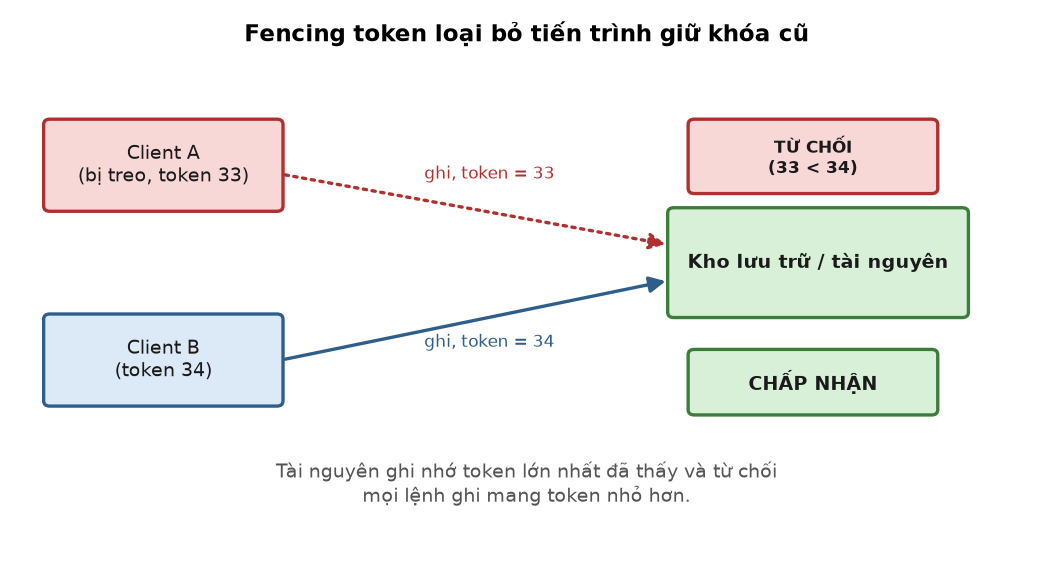 Fencing token loại bỏ tiến trình giữ khóa cũ
Client A
(bị treo, token 33)
ghi, token = 33
TỪ CHỐI
(33 < 34)
Kho lưu trữ / tài nguyên
Client B
(token 34)
ghi, token = 34
CHẤP NHẬN
Tài nguyên ghi nhớ token lớn nhất đã thấy và từ chối
mọi lệnh ghi mang token nhỏ hơn.